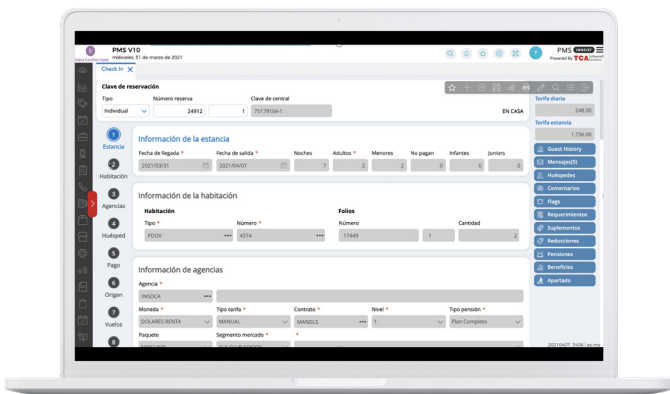 PMS V10
miércoles, 31 de marzo de 2021
PMS INNSIST
Powered By TCA Software Solutions
Check In X
Clave de reservación
Tipo Número reserva Clave de central
Individual 24912 1 75179164-1 EN CASA
Tarifa diaria
248.00
Tarifa estancia
1,736.00
1
Estancia
2
Habitación
3
Agencias
4
Huésped
5
Pago
6
Origen
7
Vuelos
8
Información de la estancia
Fecha de llegada * Fecha de salida * Noches Adultos * Menores No pagan Infantes Juniors
2021/03/31 2021/04/07 7 2 2 0 0 0
Información de la habitación
Habitación Folios
Tipo * Número * Número Cantidad
PDOV 4374 17449 1 2
Información de agencias
Agencia *
INSOCA
Moneda * Tipo tarifa * Contrato * Nivel * Tipo pensión *
DOLARES RENTA MANUAL MANDLS 1 Plan Completo
Paquete Segmento mercado * *
Guest History
Mensajes(5)
Huéspedes
Comentarios
Flags
Requerimientos
Suplementos
Reducciones
Pensiones
Beneficios
Apartado